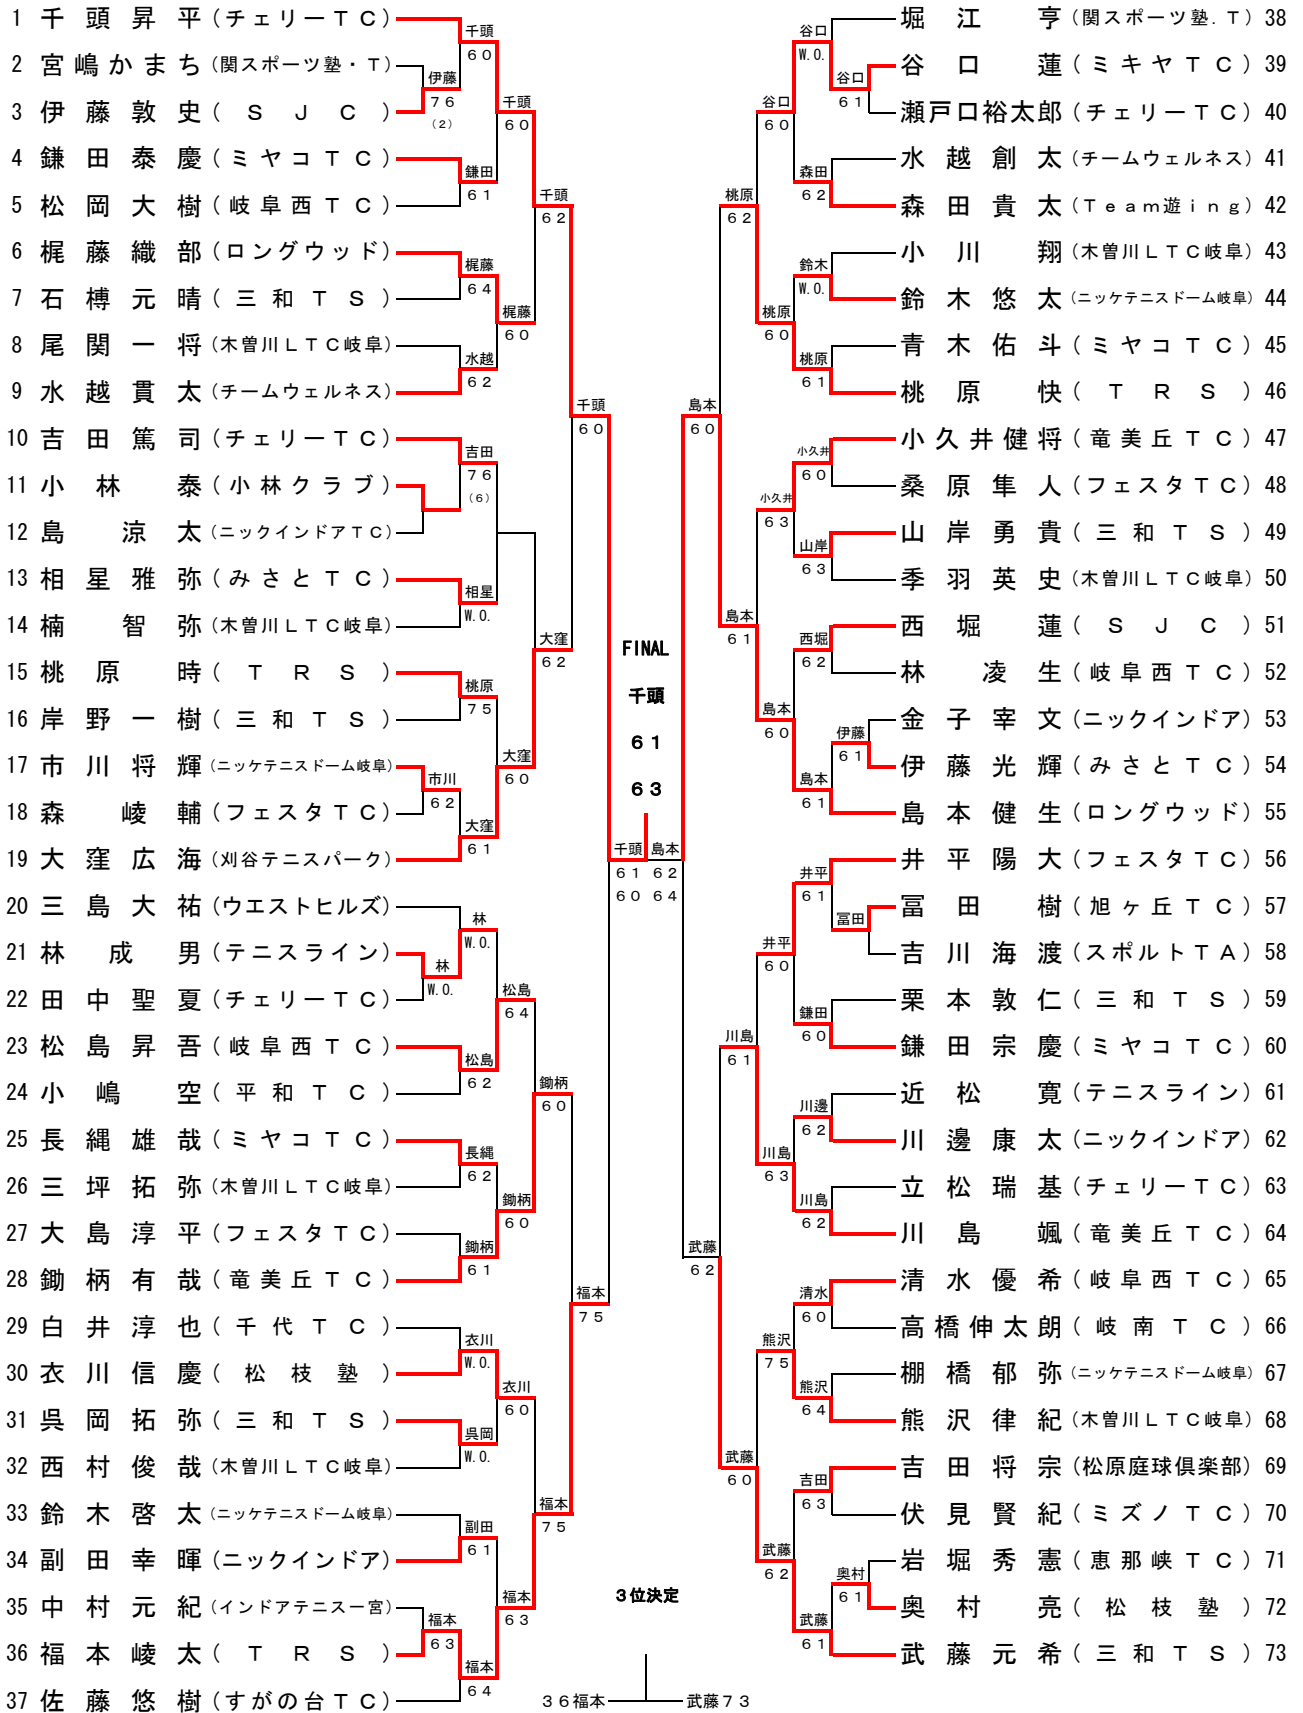 1 千頭昇平 (チェリーTC)
2 宮嶋かまち (関スポーツ塾・T)
3 伊藤敦史 (SJC)
4 鎌田泰慶 (ミヤコTC)
5 松岡大樹 (岐阜西TC)
6 梶藤織部 (ロングウッド)
7 石榑元晴 (三和TS)
8 尾関一将 (木曽川LTC岐阜)
9 水越貫太 (チームウェルネス)
10 吉田篤司 (チェリーTC)
11 小林泰 (小林クラブ)
12 島涼太 (ニックインドアTC)
13 相星雅弥 (みさとTC)
14 楠智弥 (木曽川LTC岐阜)
15 桃原時 (TRS)
16 岸野一樹 (三和TS)
17 市川将輝 (ニッケテニスドーム岐阜)
18 森崚輔 (フェスタTC)
19 大窪広海 (刈谷テニスパーク)
20 三島大祐 (ウエストヒルズ)
21 林成男 (テニスライン)
22 田中聖夏 (チェリーTC)
23 松島昇吾 (岐阜西TC)
24 小嶋空 (平和TC)
25 長縄雄哉 (ミヤコTC)
26 三坪拓弥 (木曽川LTC岐阜)
27 大島淳平 (フェスタTC)
28 鋤柄有哉 (竜美丘TC)
29 白井淳也 (千代TC)
30 衣川信慶 (松枝塾)
31 呉岡拓弥 (三和TS)
32 西村俊哉 (木曽川LTC岐阜)
33 鈴木啓太 (ニッケテニスドーム岐阜)
34 副田幸暉 (ニックインドア)
35 中村元紀 (インドアテニス一宮)
36 福本崚太 (TRS)
37 佐藤悠樹 (すがの台TC)
伊藤
76
(2)
市川
62
林
W.O.
福本
63
千頭
60
鎌田
61
梶藤
64
水越
62
吉田
76
(6)
相星
W.O.
桃原
75
大窪
61
林
W.O.
松島
62
長縄
62
鋤柄
61
衣川
W.O.
呉岡
W.O.
副田
61
福本
64
千頭
60
梶藤
60
大窪
60
松島
64
鋤柄
60
衣川
60
福本
63
千頭
62
大窪
62
鋤柄
60
福本
75
千頭
60
福本
75
千頭
61
60
FINAL
千頭
61
63
島本
62
64
3位決定
36福本
武藤73
島本
60
武藤
62
桃原
62
島本
61
川島
61
武藤
60
谷口
60
桃原
60
小久井
63
島本
60
井平
60
川島
63
熊沢
75
武藤
62
谷口
W.O.
森田
62
鈴木
W.O.
桃原
61
小久井
60
山岸
63
西堀
62
島本
61
井平
61
鎌田
60
川邊
62
川島
62
清水
60
熊沢
64
吉田
63
武藤
61
谷口
61
伊藤
61
冨田
奥村
61
堀江亨 (関スポーツ塾.T) 38
谷口蓮 (ミキヤTC) 39
瀬戸口裕太郎 (チェリーTC) 40
水越創太 (チームウェルネス) 41
森田貴太 (Team遊ing) 42
小川翔 (木曽川LTC岐阜) 43
鈴木悠太 (ニッケテニスドーム岐阜) 44
青木佑斗 (ミヤコTC) 45
桃原快 (TRS) 46
小久井健将 (竜美丘TC) 47
桑原隼人 (フェスタTC) 48
山岸勇貴 (三和TS) 49
季羽英史 (木曽川LTC岐阜) 50
西堀蓮 (SJC) 51
林凌生 (岐阜西TC) 52
金子宰文 (ニックインドア) 53
伊藤光輝 (みさとTC) 54
島本健生 (ロングウッド) 55
井平陽大 (フェスタTC) 56
冨田樹 (旭ヶ丘TC) 57
吉川海渡 (スポルトTA) 58
栗本敦仁 (三和TS) 59
鎌田宗慶 (ミヤコTC) 60
近松寛 (テニスライン) 61
川邊康太 (ニックインドア) 62
立松瑞基 (チェリーTC) 63
川島颯 (竜美丘TC) 64
清水優希 (岐阜西TC) 65
高橋伸太朗 (岐南TC) 66
棚橋郁弥 (ニッケテニスドーム岐阜) 67
熊沢律紀 (木曽川LTC岐阜) 68
吉田将宗 (松原庭球倶楽部) 69
伏見賢紀 (ミズノTC) 70
岩堀秀憲 (恵那峡TC) 71
奥村亮 (松枝塾) 72
武藤元希 (三和TS) 73